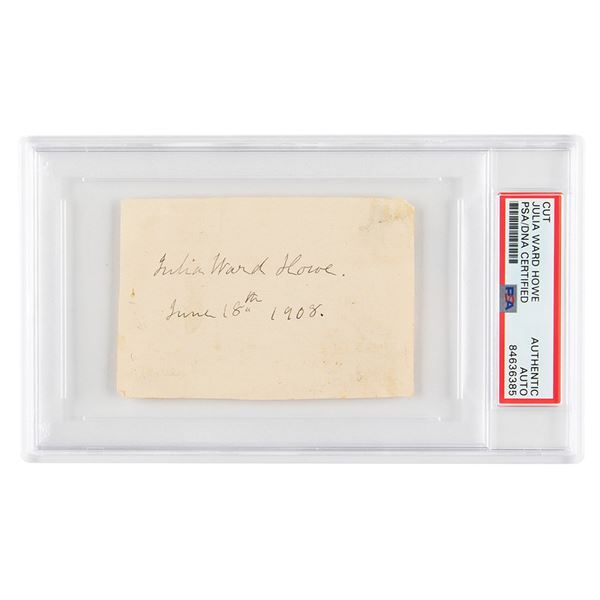 Julia Ward Howe.
June 18th 1908.
CUT
JULIA WARD HOWE
PSA/DNA CERTIFIED
PSA
AUTHENTIC
AUTO
84636385